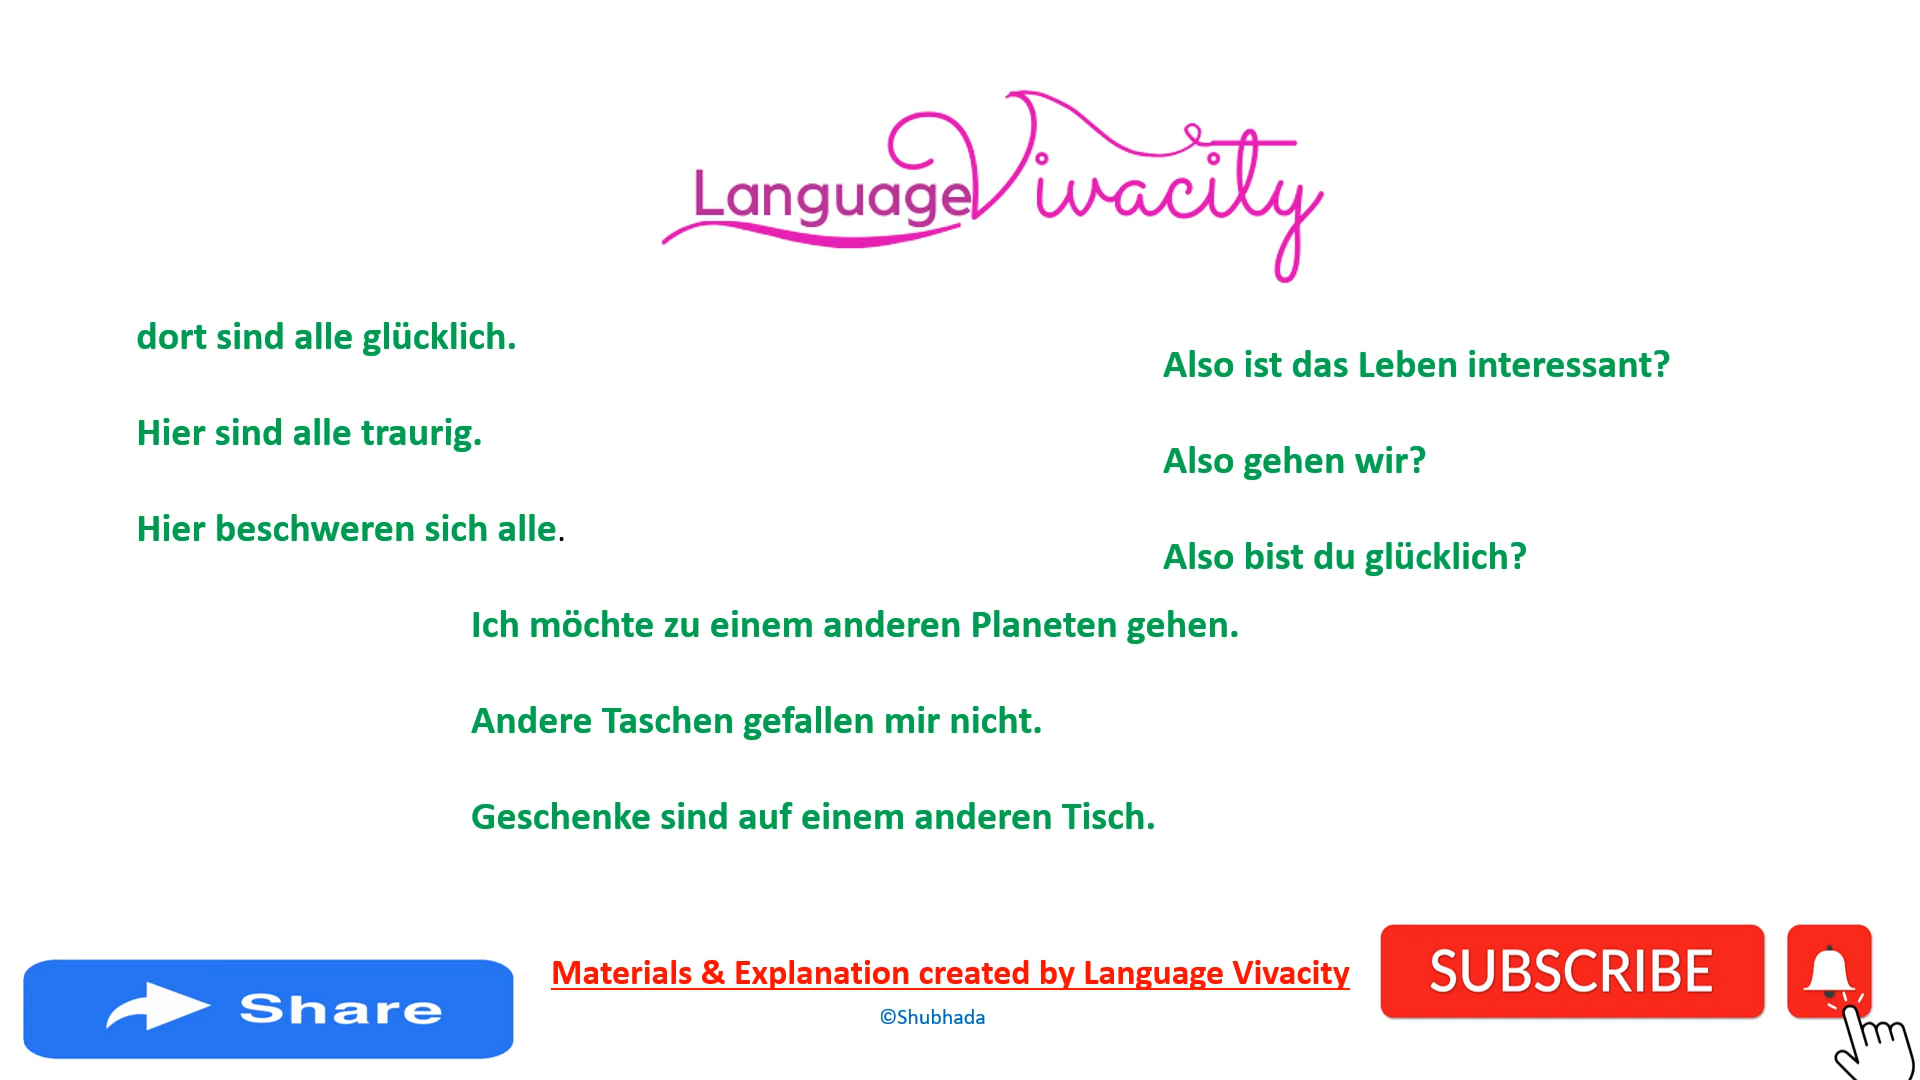 Language Vivacity
dort sind alle glücklich.
Hier sind alle traurig.
Hier beschweren sich alle.
Also ist das Leben interessant?
Also gehen wir?
Also bist du glücklich?
Ich möchte zu einem anderen Planeten gehen.
Andere Taschen gefallen mir nicht.
Geschenke sind auf einem anderen Tisch.
Share
Materials & Explanation created by Language Vivacity
©Shubhada
SUBSCRIBE